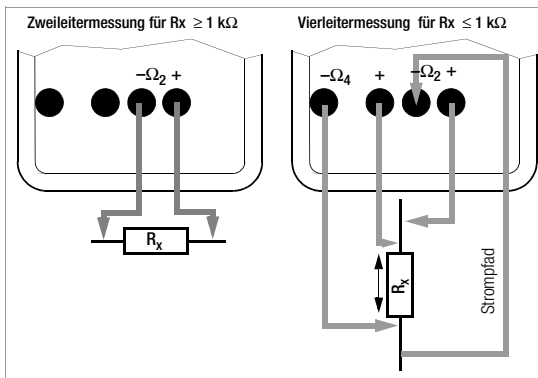 Zweileitermessung für Rx ≥ 1 kΩ
Vierleitermessung für Rx ≤ 1 kΩ
−Ω₂ +
−Ω₄ + −Ω₂ +
Rₓ
Rₓ
Strompfad